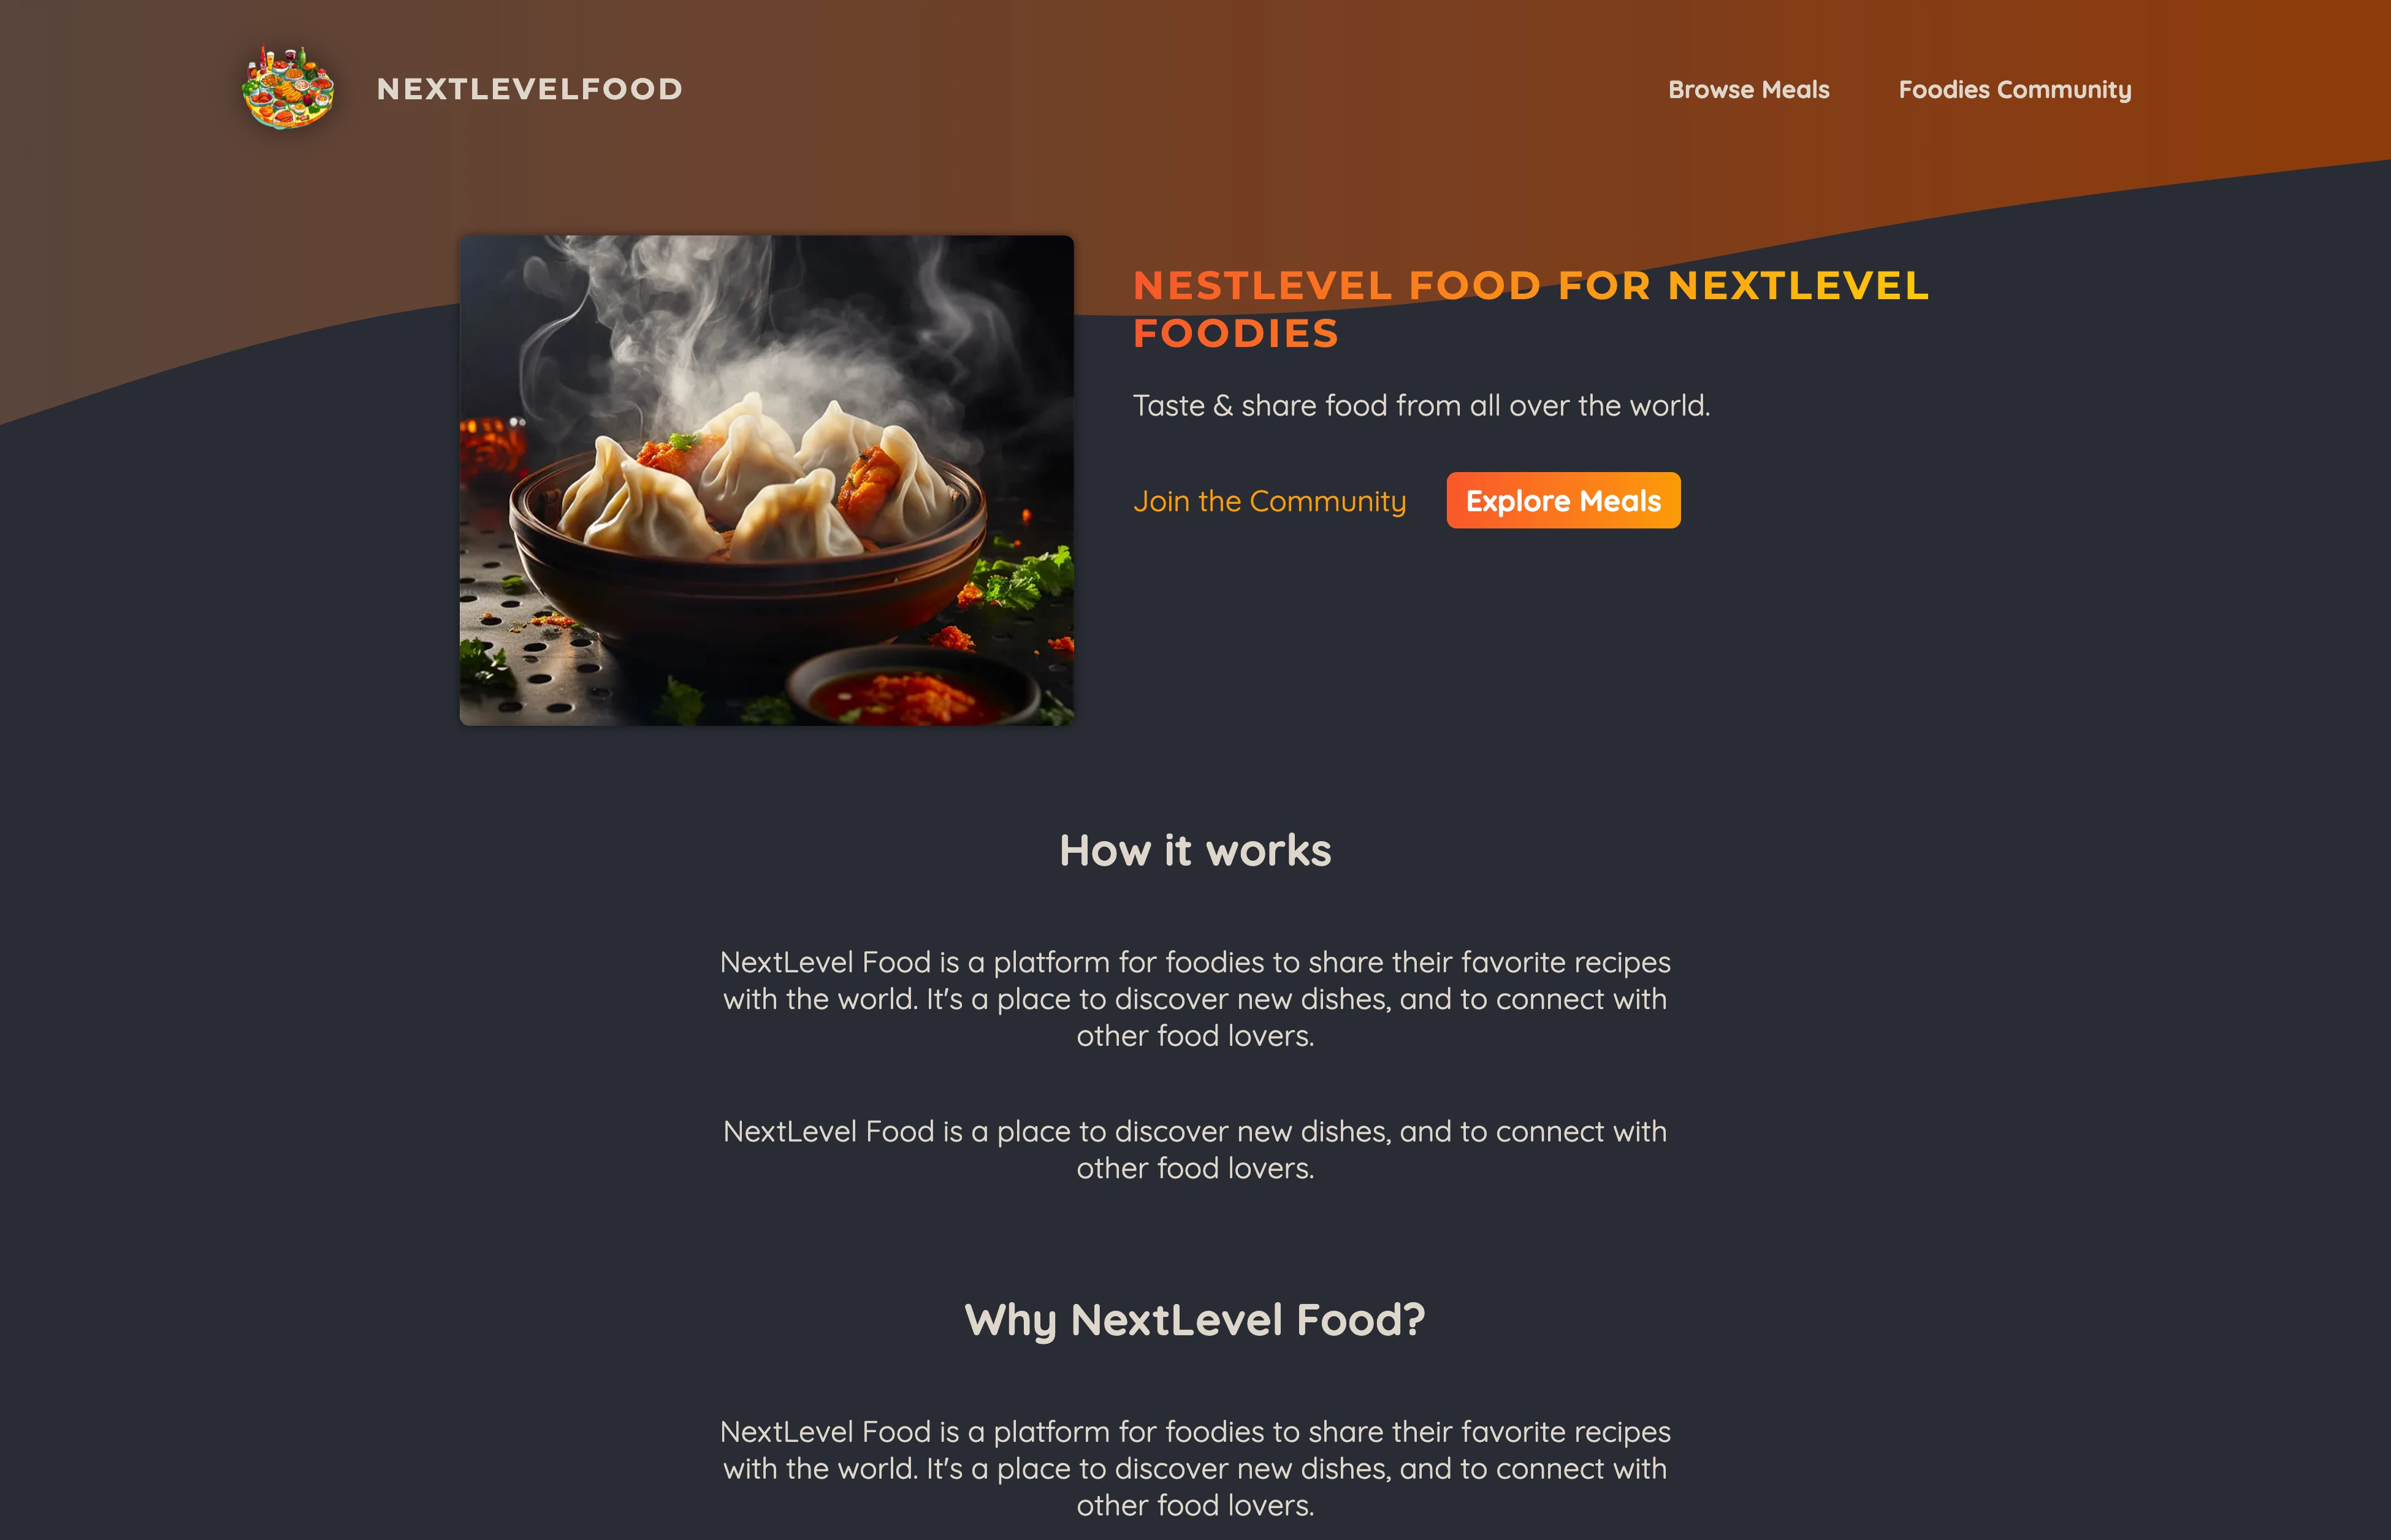 NEXTLEVELFOOD
Browse Meals
Foodies Community
NESTLEVEL FOOD FOR NEXTLEVEL
FOODIES
Taste & share food from all over the world.
Join the Community
Explore Meals
How it works
NextLevel Food is a platform for foodies to share their favorite recipes
with the world. It's a place to discover new dishes, and to connect with
other food lovers.
NextLevel Food is a place to discover new dishes, and to connect with
other food lovers.
Why NextLevel Food?
NextLevel Food is a platform for foodies to share their favorite recipes
with the world. It's a place to discover new dishes, and to connect with
other food lovers.